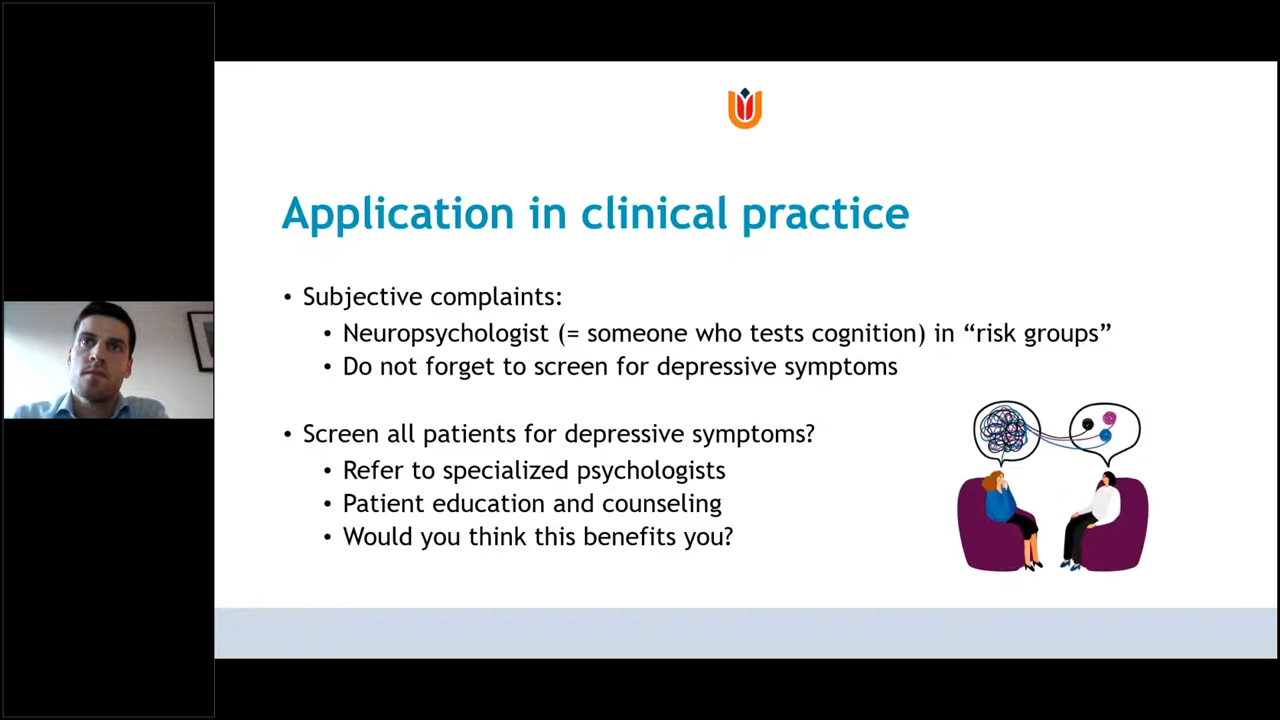 Application in clinical practice
• Subjective complaints:
• Neuropsychologist (= someone who tests cognition) in “risk groups”
• Do not forget to screen for depressive symptoms
• Screen all patients for depressive symptoms?
• Refer to specialized psychologists
• Patient education and counseling
• Would you think this benefits you?